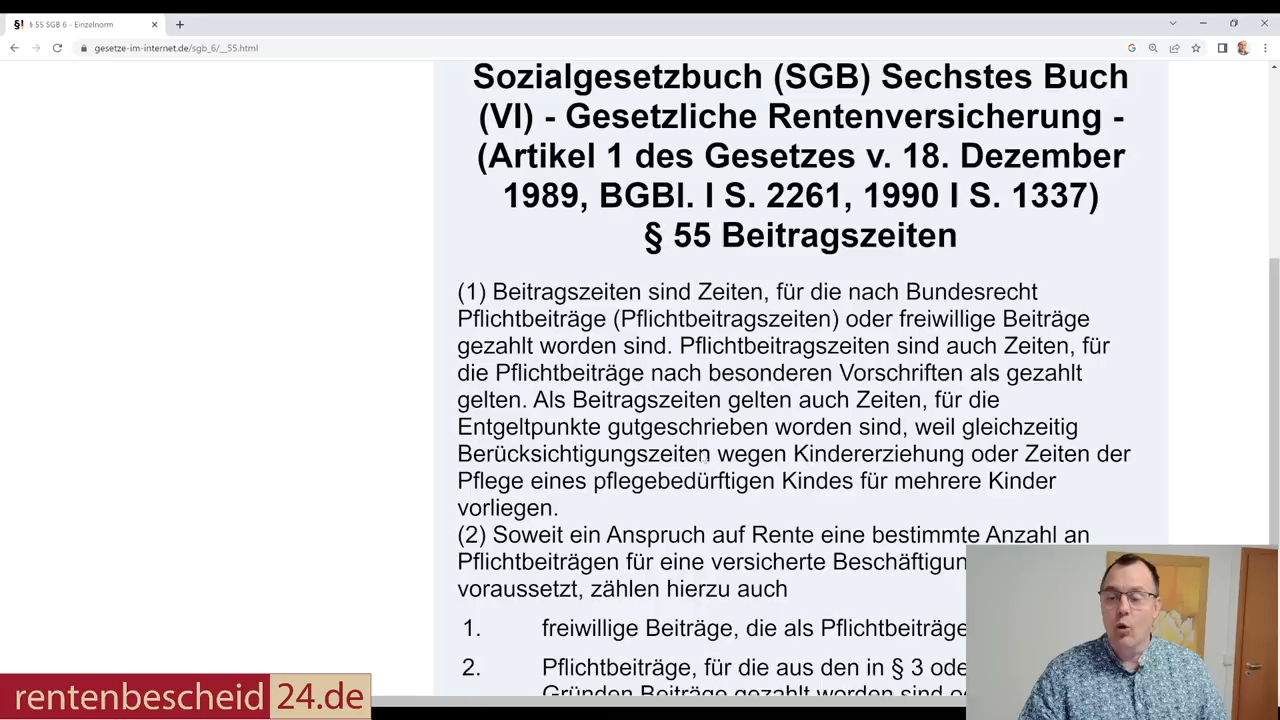 § 55 SGB 6 - Einzelnorm
gesetze-im-internet.de/sgb_6/__55.html
Sozialgesetzbuch (SGB) Sechstes Buch
(VI) - Gesetzliche Rentenversicherung -
(Artikel 1 des Gesetzes v. 18. Dezember
1989, BGBl. I S. 2261, 1990 I S. 1337)
§ 55 Beitragszeiten
(1) Beitragszeiten sind Zeiten, für die nach Bundesrecht
Pflichtbeiträge (Pflichtbeitragszeiten) oder freiwillige Beiträge
gezahlt worden sind. Pflichtbeitragszeiten sind auch Zeiten, für
die Pflichtbeiträge nach besonderen Vorschriften als gezahlt
gelten. Als Beitragszeiten gelten auch Zeiten, für die
Entgeltpunkte gutgeschrieben worden sind, weil gleichzeitig
Berücksichtigungszeiten wegen Kindererziehung oder Zeiten der
Pflege eines pflegebedürftigen Kindes für mehrere Kinder
vorliegen.
(2) Soweit ein Anspruch auf Rente eine bestimmte Anzahl an
Pflichtbeiträgen für eine versicherte Beschäftigun
voraussetzt, zählen hierzu auch
1. freiwillige Beiträge, die als Pflichtbeiträge
2. Pflichtbeiträge, für die aus den in § 3 ode
Gründen Beiträge gezahlt worden sind od
rentenbescheid24.de